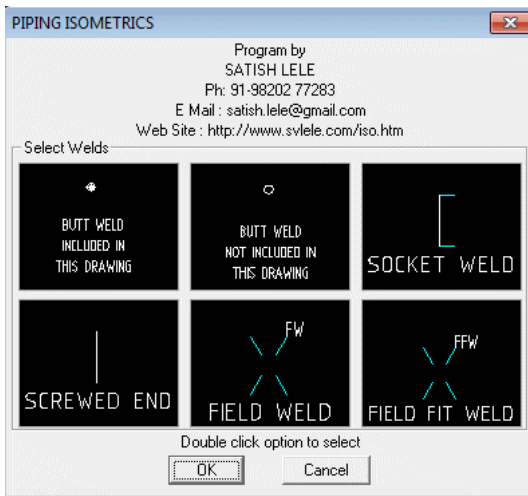 PIPING ISOMETRICS
Program by
SATISH LELE
Ph: 91-98202 77283
E Mail : satish.lele@gmail.com
Web Site : http://www.svlele.com/iso.htm
Select Welds
BUTT WELD
INCLUDED IN
THIS DRAWING
BUTT WELD
NOT INCLUDED IN
THIS DRAWING
SOCKET WELD
SCREWED END
FW
FIELD WELD
FFW
FIELD FIT WELD
Double click option to select
OK
Cancel